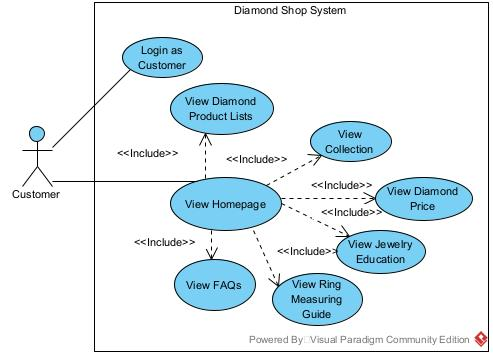 Diamond Shop System
Login as
Customer
View Diamond
Product Lists
<<Include>>
<<Include>>
View
Collection
Customer
<<Include>>
View Diamond
Price
View Homepage
<<Include>>
<<Include>>
<<Include>>
View Jewelry
Education
View FAQs
View Ring
Measuring
Guide
Powered By Visual Paradigm Community Edition